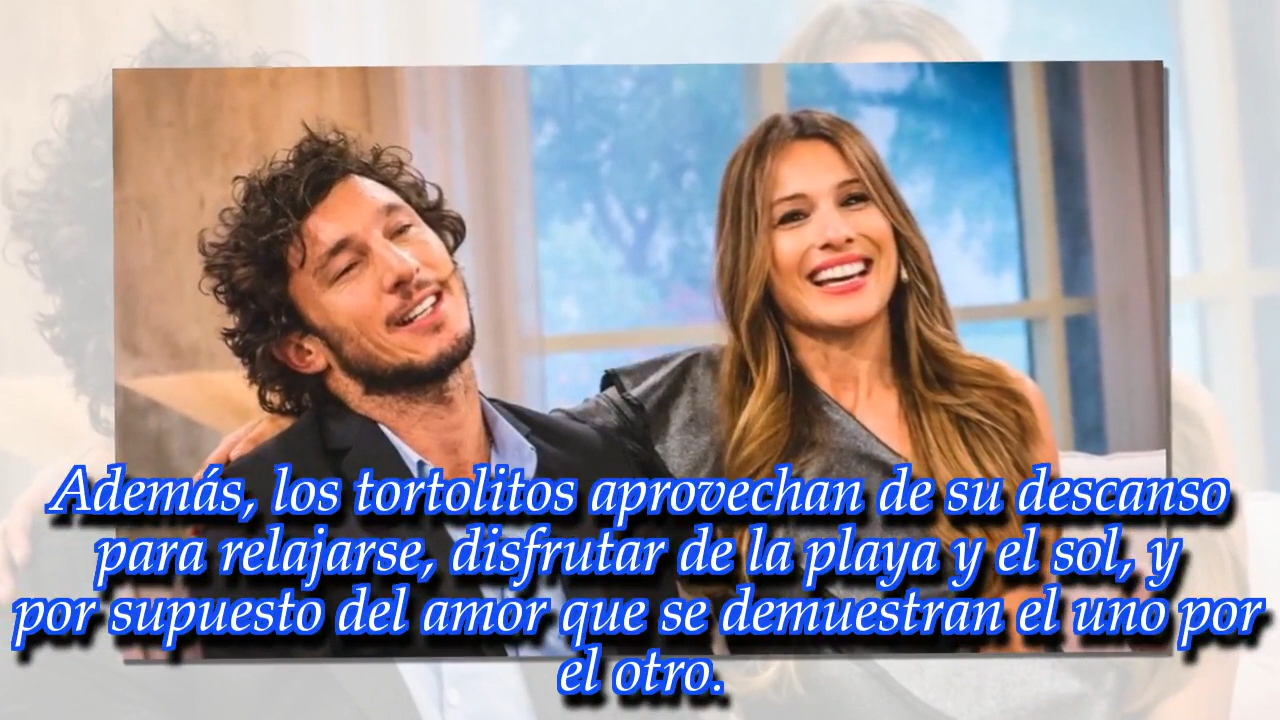 Además, los tortolitos aprovechan de su descanso
para relajarse, disfrutar de la playa y el sol, y
por supuesto del amor que se demuestran el uno por
el otro.